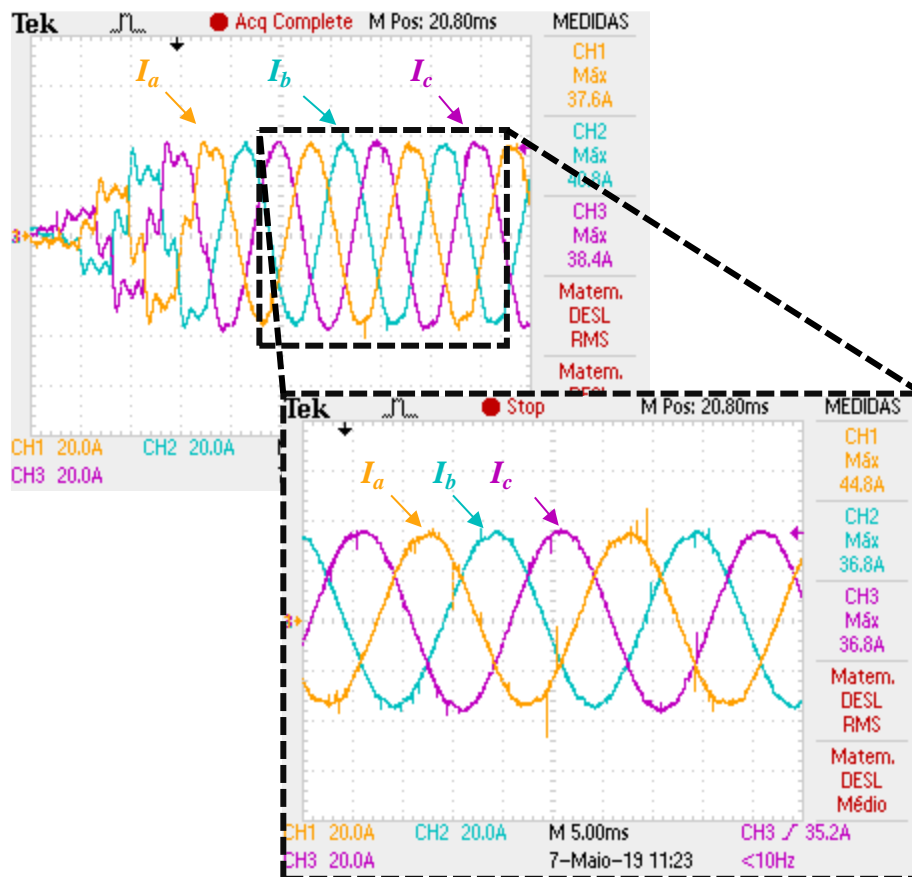 Tek Acq Complete M Pos: 20.80ms MEDIDAS
CH1
Máx
37.6A
CH2
Máx
40.8A
CH3
Máx
38.4A
Matem.
DESL
RMS
Matem.
Ia Ib Ic
3
CH1 20.0A CH2 20.0A
CH3 20.0A
Tek Stop M Pos: 20.80ms MEDIDAS
CH1
Máx
44.8A
CH2
Máx
36.8A
CH3
Máx
36.8A
Matem.
DESL
RMS
Matem.
DESL
Médio
Ia Ib Ic
3
CH1 20.0A CH2 20.0A M 5.00ms CH3 35.2A
CH3 20.0A 7-Maio-19 11:23 <10Hz